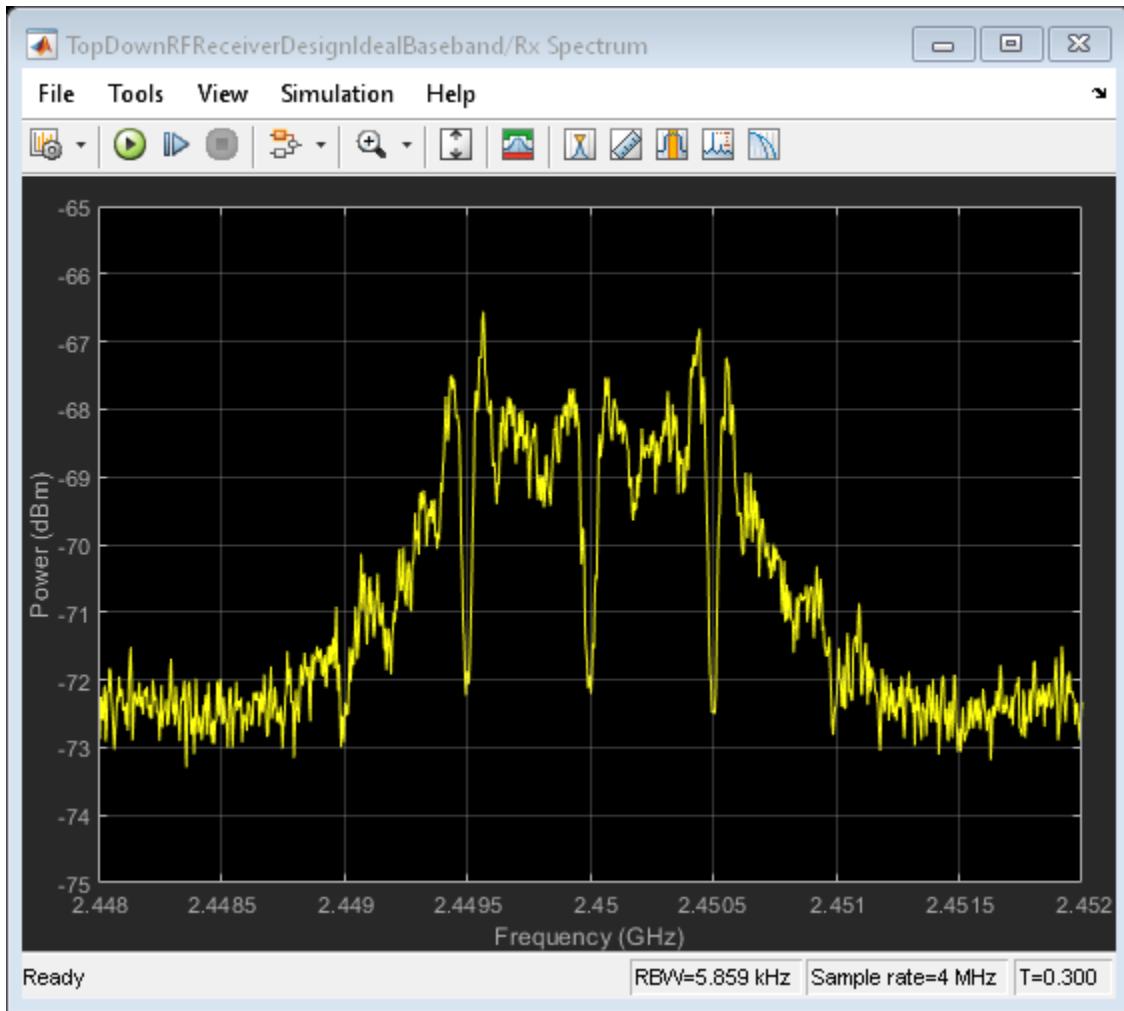 TopDownRFReceiverDesignIdealBaseband/Rx Spectrum
File Tools View Simulation Help
-65
-66
-67
-68
-69
-70
-71
-72
-73
-74
-75
Power (dBm)
2.448 2.4485 2.449 2.4495 2.45 2.4505 2.451 2.4515 2.452
Frequency (GHz)
Ready RBW=5.859 kHz Sample rate=4 MHz T=0.300